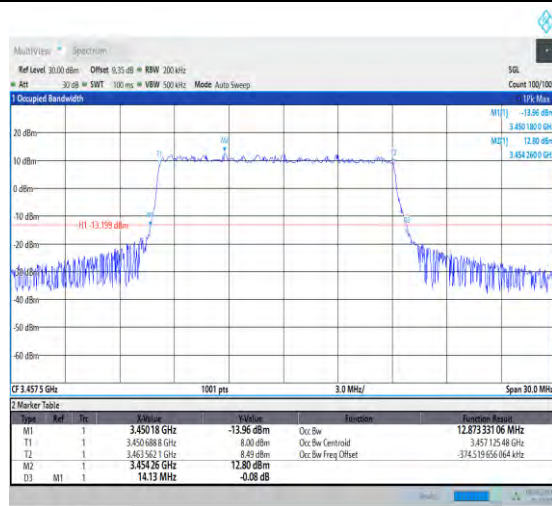 MultiView Spectrum
Ref Level 30.00 dBm Offset 9.35 dB RBW 200 kHz SGL
Att 30 dB SWT 100 ms VBW 500 kHz Mode Auto Sweep Count 100/100
1 Occupied Bandwidth 1Pk Max
M1[1] -13.96 dBm
3.450 180 0 GHz
M2[1] 12.80 dBm
3.454 260 0 GHz
20 dBm
M2
T1 T2
10 dBm
0 dBm
-10 dBm
H1 -13.199 dBm
-30 dBm
-40 dBm
-50 dBm
-60 dBm
CF 3.457 5 GHz 1001 pts 3.0 MHz/ Span 30.0 MHz
2 Marker Table
Type Ref Trc X-Value Y-Value Function Function Result
M1 1 3.45018 GHz -13.96 dBm Occ Bw 12.873 331 06 MHz
T1 1 3.450 688 8 GHz 8.00 dBm Occ Bw Centroid 3.457 125 48 GHz
T2 1 3.463 562 1 GHz 8.49 dBm Occ Bw Freq Offset -374.519 656 064 kHz
M2 1 3.454 26 GHz 12.80 dBm
D3 M1 1 14.13 MHz -0.08 dB